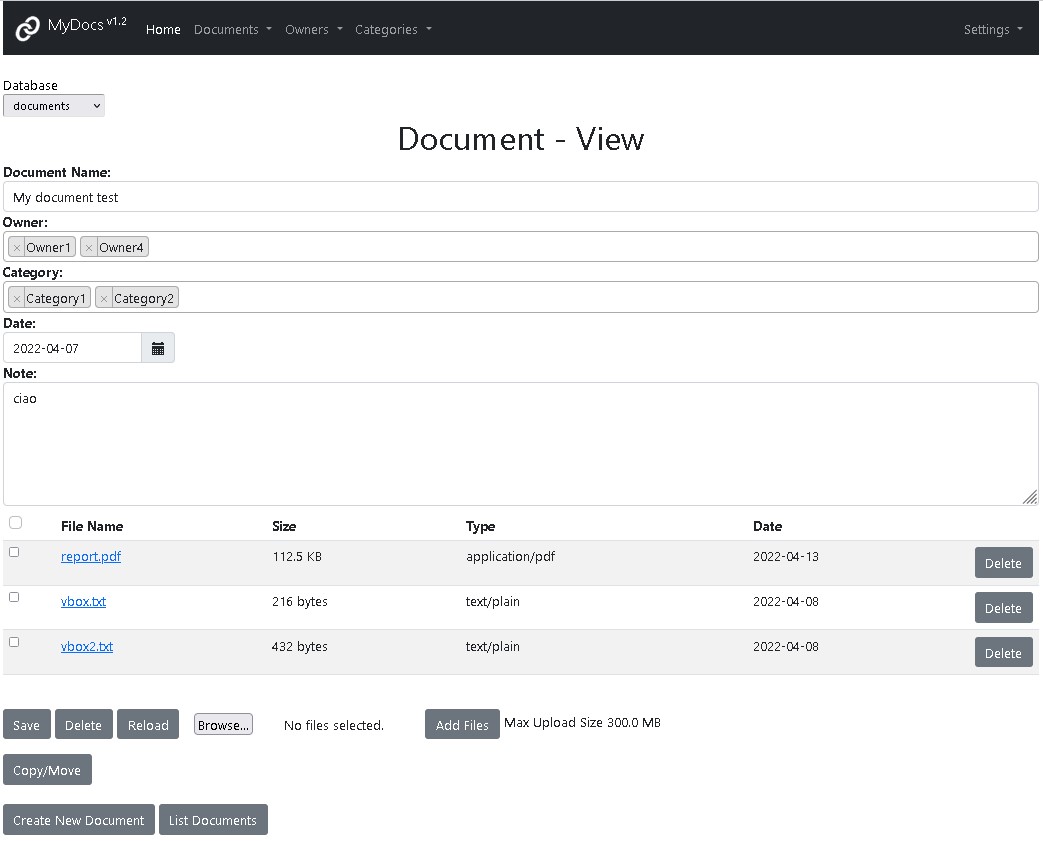 MyDocs v1.2 Home Documents Owners Categories Settings
Database
documents
Document - View
Document Name:
My document test
Owner:
× Owner1 × Owner4
Category:
× Category1 × Category2
Date:
2022-04-07
Note:
ciao
File Name Size Type Date
report.pdf 112.5 KB application/pdf 2022-04-13 Delete
vbox.txt 216 bytes text/plain 2022-04-08 Delete
vbox2.txt 432 bytes text/plain 2022-04-08 Delete
Save Delete Reload Browse... No files selected. Add Files Max Upload Size 300.0 MB
Copy/Move
Create New Document List Documents